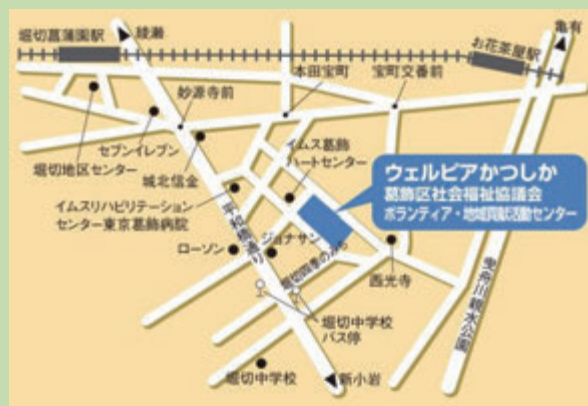 堀切菖蒲園駅
綾瀬
お花茶屋駅
亀有
妙源寺前
本田宝町
宝町交番前
セブンイレブン
堀切地区センター
城北信金
イムス葛飾
ハートセンター
ウェルピアかつしか
葛飾区社会福祉協議会
ボランティア・地域貢献活動センター
イムスリハビリテーション
センター東京葛飾病院
平和橋通り
ローソン
ジョナサン
堀切四季のみち
西光寺
曳舟川親水公園
堀切中学校
バス停
堀切中学校
新小岩